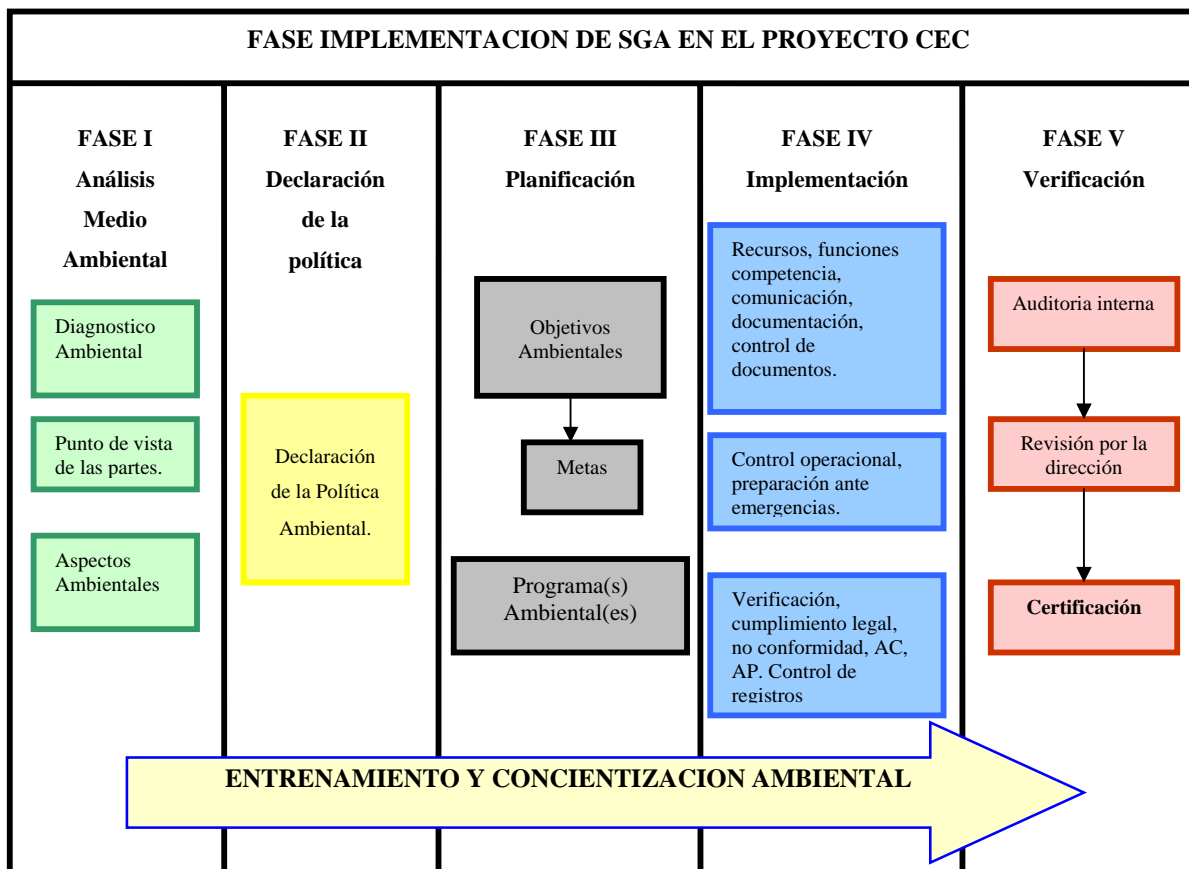 FASE IMPLEMENTACION DE SGA EN EL PROYECTO CEC
FASE I
Análisis
Medio
Ambiental
Diagnostico
Ambiental
Punto de vista
de las partes.
Aspectos
Ambientales
FASE II
Declaración
de la
política
Declaración
de la Política
Ambiental.
FASE III
Planificación
Objetivos
Ambientales
Metas
Programa(s)
Ambiental(es)
FASE IV
Implementación
Recursos, funciones
competencia,
comunicación,
documentación,
control de
documentos.
Control operacional,
preparación ante
emergencias.
Verificación,
cumplimiento legal,
no conformidad, AC,
AP. Control de
registros
FASE V
Verificación
Auditoria interna
Revisión por la
dirección
Certificación
ENTRENAMIENTO Y CONCIENTIZACION AMBIENTAL